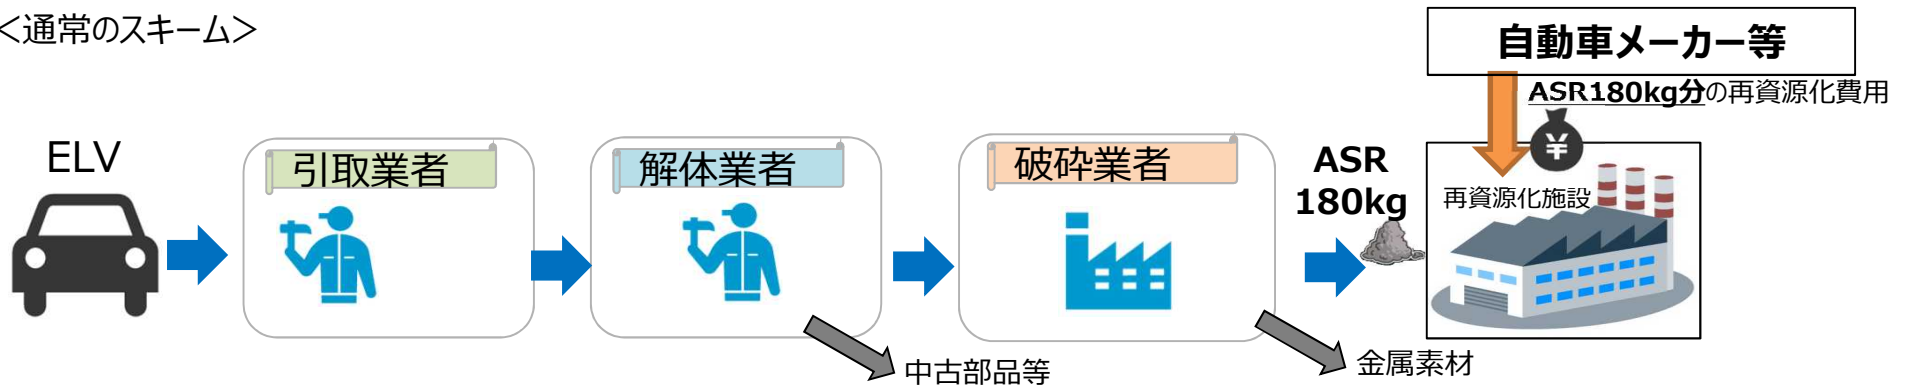 ＜通常のスキーム＞
自動車メーカー等
ASR180kg分の再資源化費用
ELV
引取業者
解体業者
破砕業者
ASR
180kg
¥
再資源化施設
中古部品等
金属素材